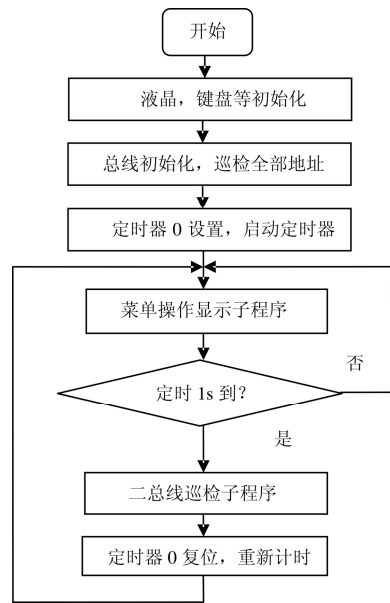 开始
液晶，键盘等初始化
总线初始化，巡检全部地址
定时器 0 设置，启动定时器
菜单操作显示子程序
否
定时 1s 到？
是
二总线巡检子程序
定时器 0 复位，重新计时